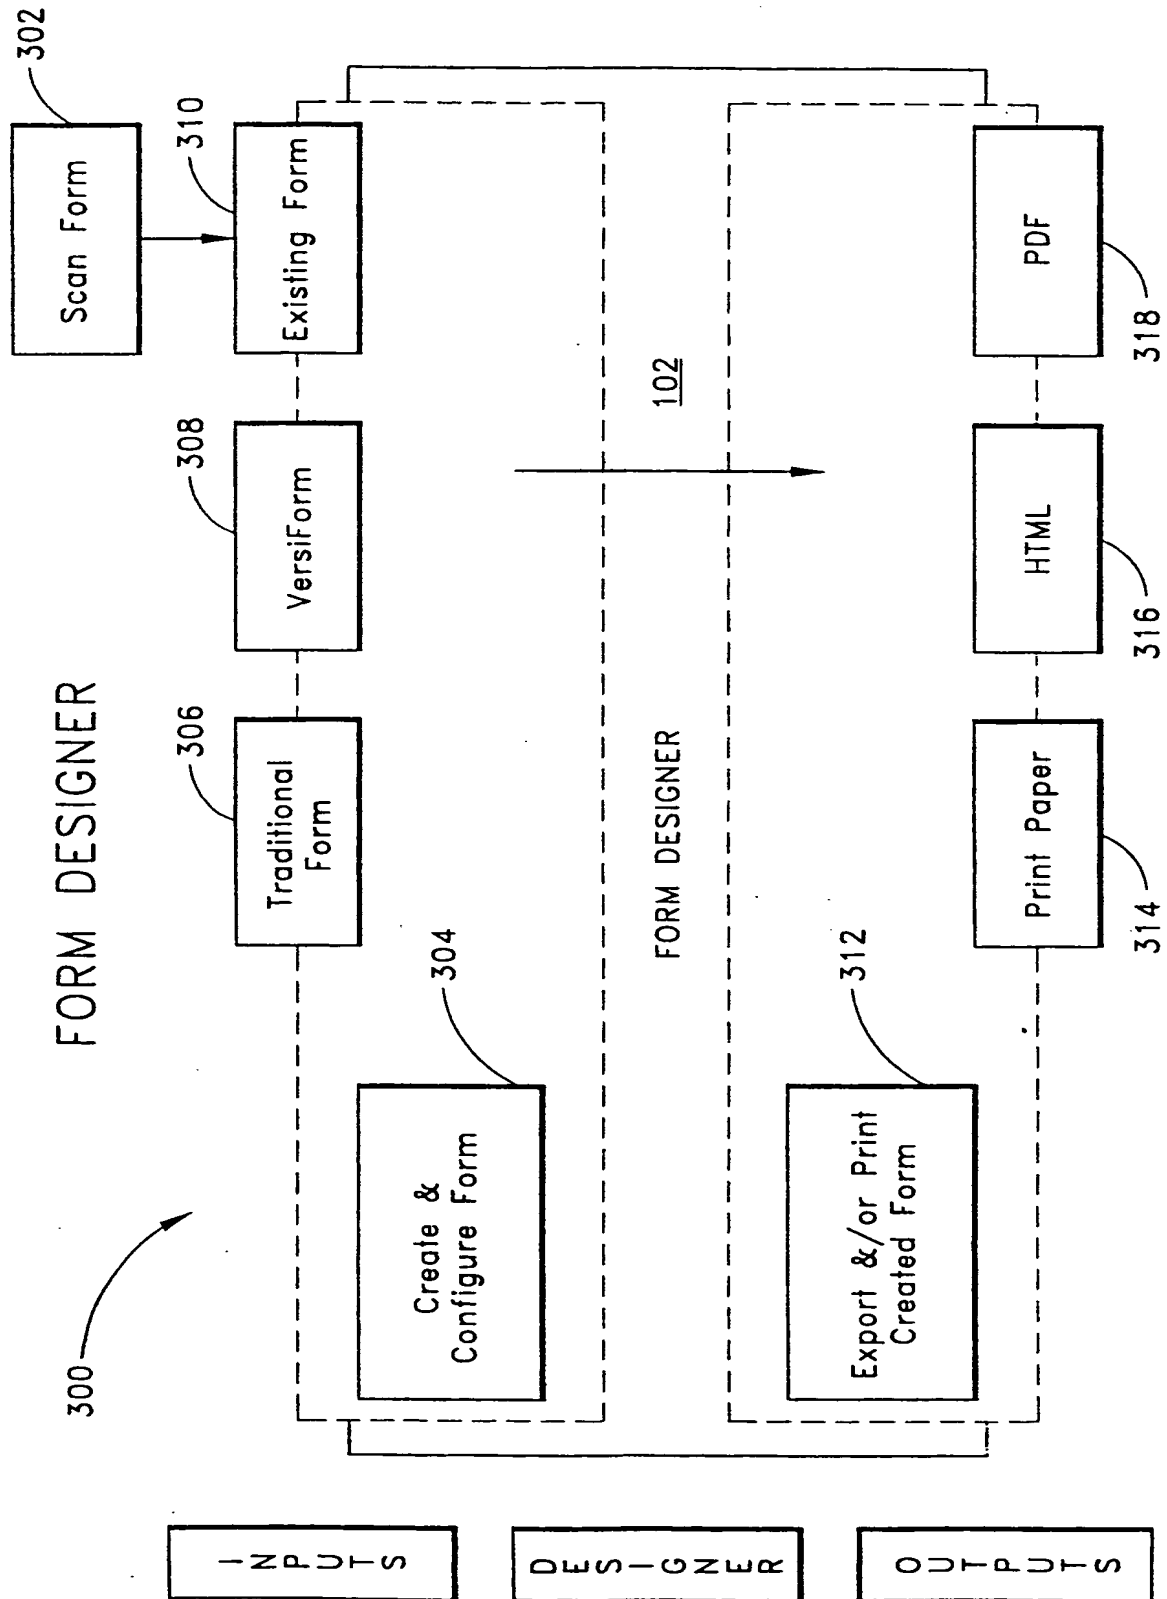 FORM DESIGNER
300
302
Scan Form
306
308
310
Traditional
Form
VersiForm
Existing Form
INPUTS
304
Create &
Configure Form
DESIGNER
FORM DESIGNER
102
312
Export &/or Print
Created Form
OUTPUTS
Print Paper
HTML
PDF
314
316
318